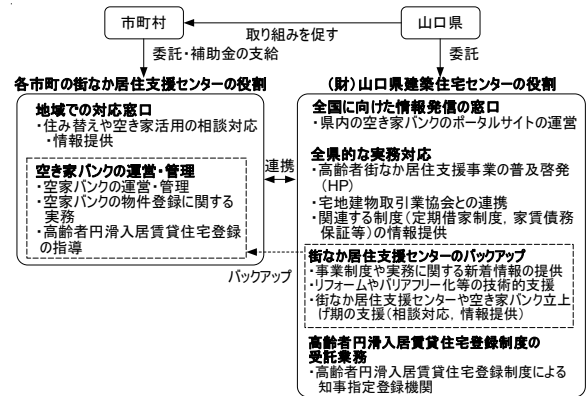 市町村
取り組みを促す
山口県
委託・補助金の支給
委託
各市町の街なか居住支援センターの役割
地域での対応窓口
・住み替えや空き家活用の相談対応
・情報提供
空き家バンクの運営・管理
・空家バンクの運営・管理
・空家バンクの物件登録に関する
実務
・高齢者円滑入居賃貸住宅登録
の指導
連携
バックアップ
(財)山口県建築住宅センターの役割
全国に向けた情報発信の窓口
・県内の空き家バンクのポータルサイトの運営
全県的な実務対応
・高齢者街なか居住支援事業の普及啓発
(HP)
・宅地建物取引業協会との連携
・関連する制度(定期借家制度，家賃債務
保証等)の情報提供
街なか居住支援センターのバックアップ
・事業制度や実務に関する新着情報の提供
・リフォームやバリアフリー化等の技術的支援
・街なか居住支援センターや空き家バンク立上
げ期の支援(相談対応，情報提供)
高齢者円滑入居賃貸住宅登録制度の
受託業務
・高齢者円滑入居賃貸住宅登録制度による
知事指定登録機関